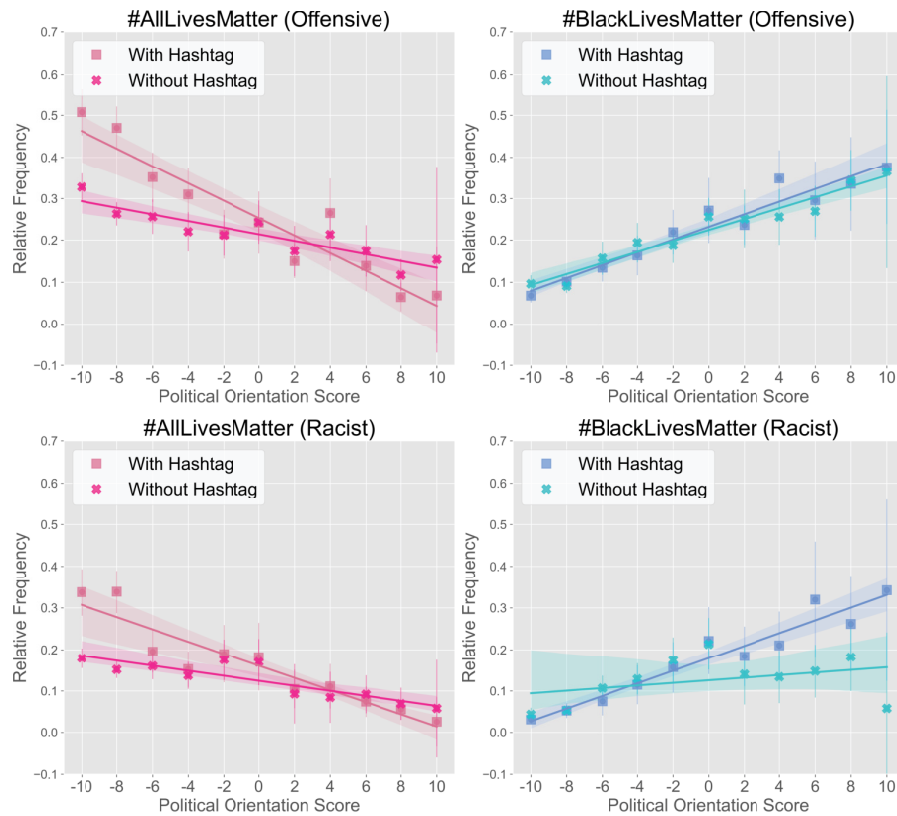 #AllLivesMatter (Offensive)
With Hashtag
Without Hashtag
Relative Frequency
0.7
0.6
0.5
0.4
0.3
0.2
0.1
0.0
−0.1
-10 -8 -6 -4 -2 0 2 4 6 8 10
Political Orientation Score
#BlackLivesMatter (Offensive)
With Hashtag
Without Hashtag
Relative Frequency
0.7
0.6
0.5
0.4
0.3
0.2
0.1
0.0
−0.1
-10 -8 -6 -4 -2 0 2 4 6 8 10
Political Orientation Score
#AllLivesMatter (Racist)
With Hashtag
Without Hashtag
Relative Frequency
0.7
0.6
0.5
0.4
0.3
0.2
0.1
0.0
−0.1
-10 -8 -6 -4 -2 0 2 4 6 8 10
Political Orientation Score
#BlackLivesMatter (Racist)
With Hashtag
Without Hashtag
Relative Frequency
0.7
0.6
0.5
0.4
0.3
0.2
0.1
0.0
−0.1
-10 -8 -6 -4 -2 0 2 4 6 8 10
Political Orientation Score